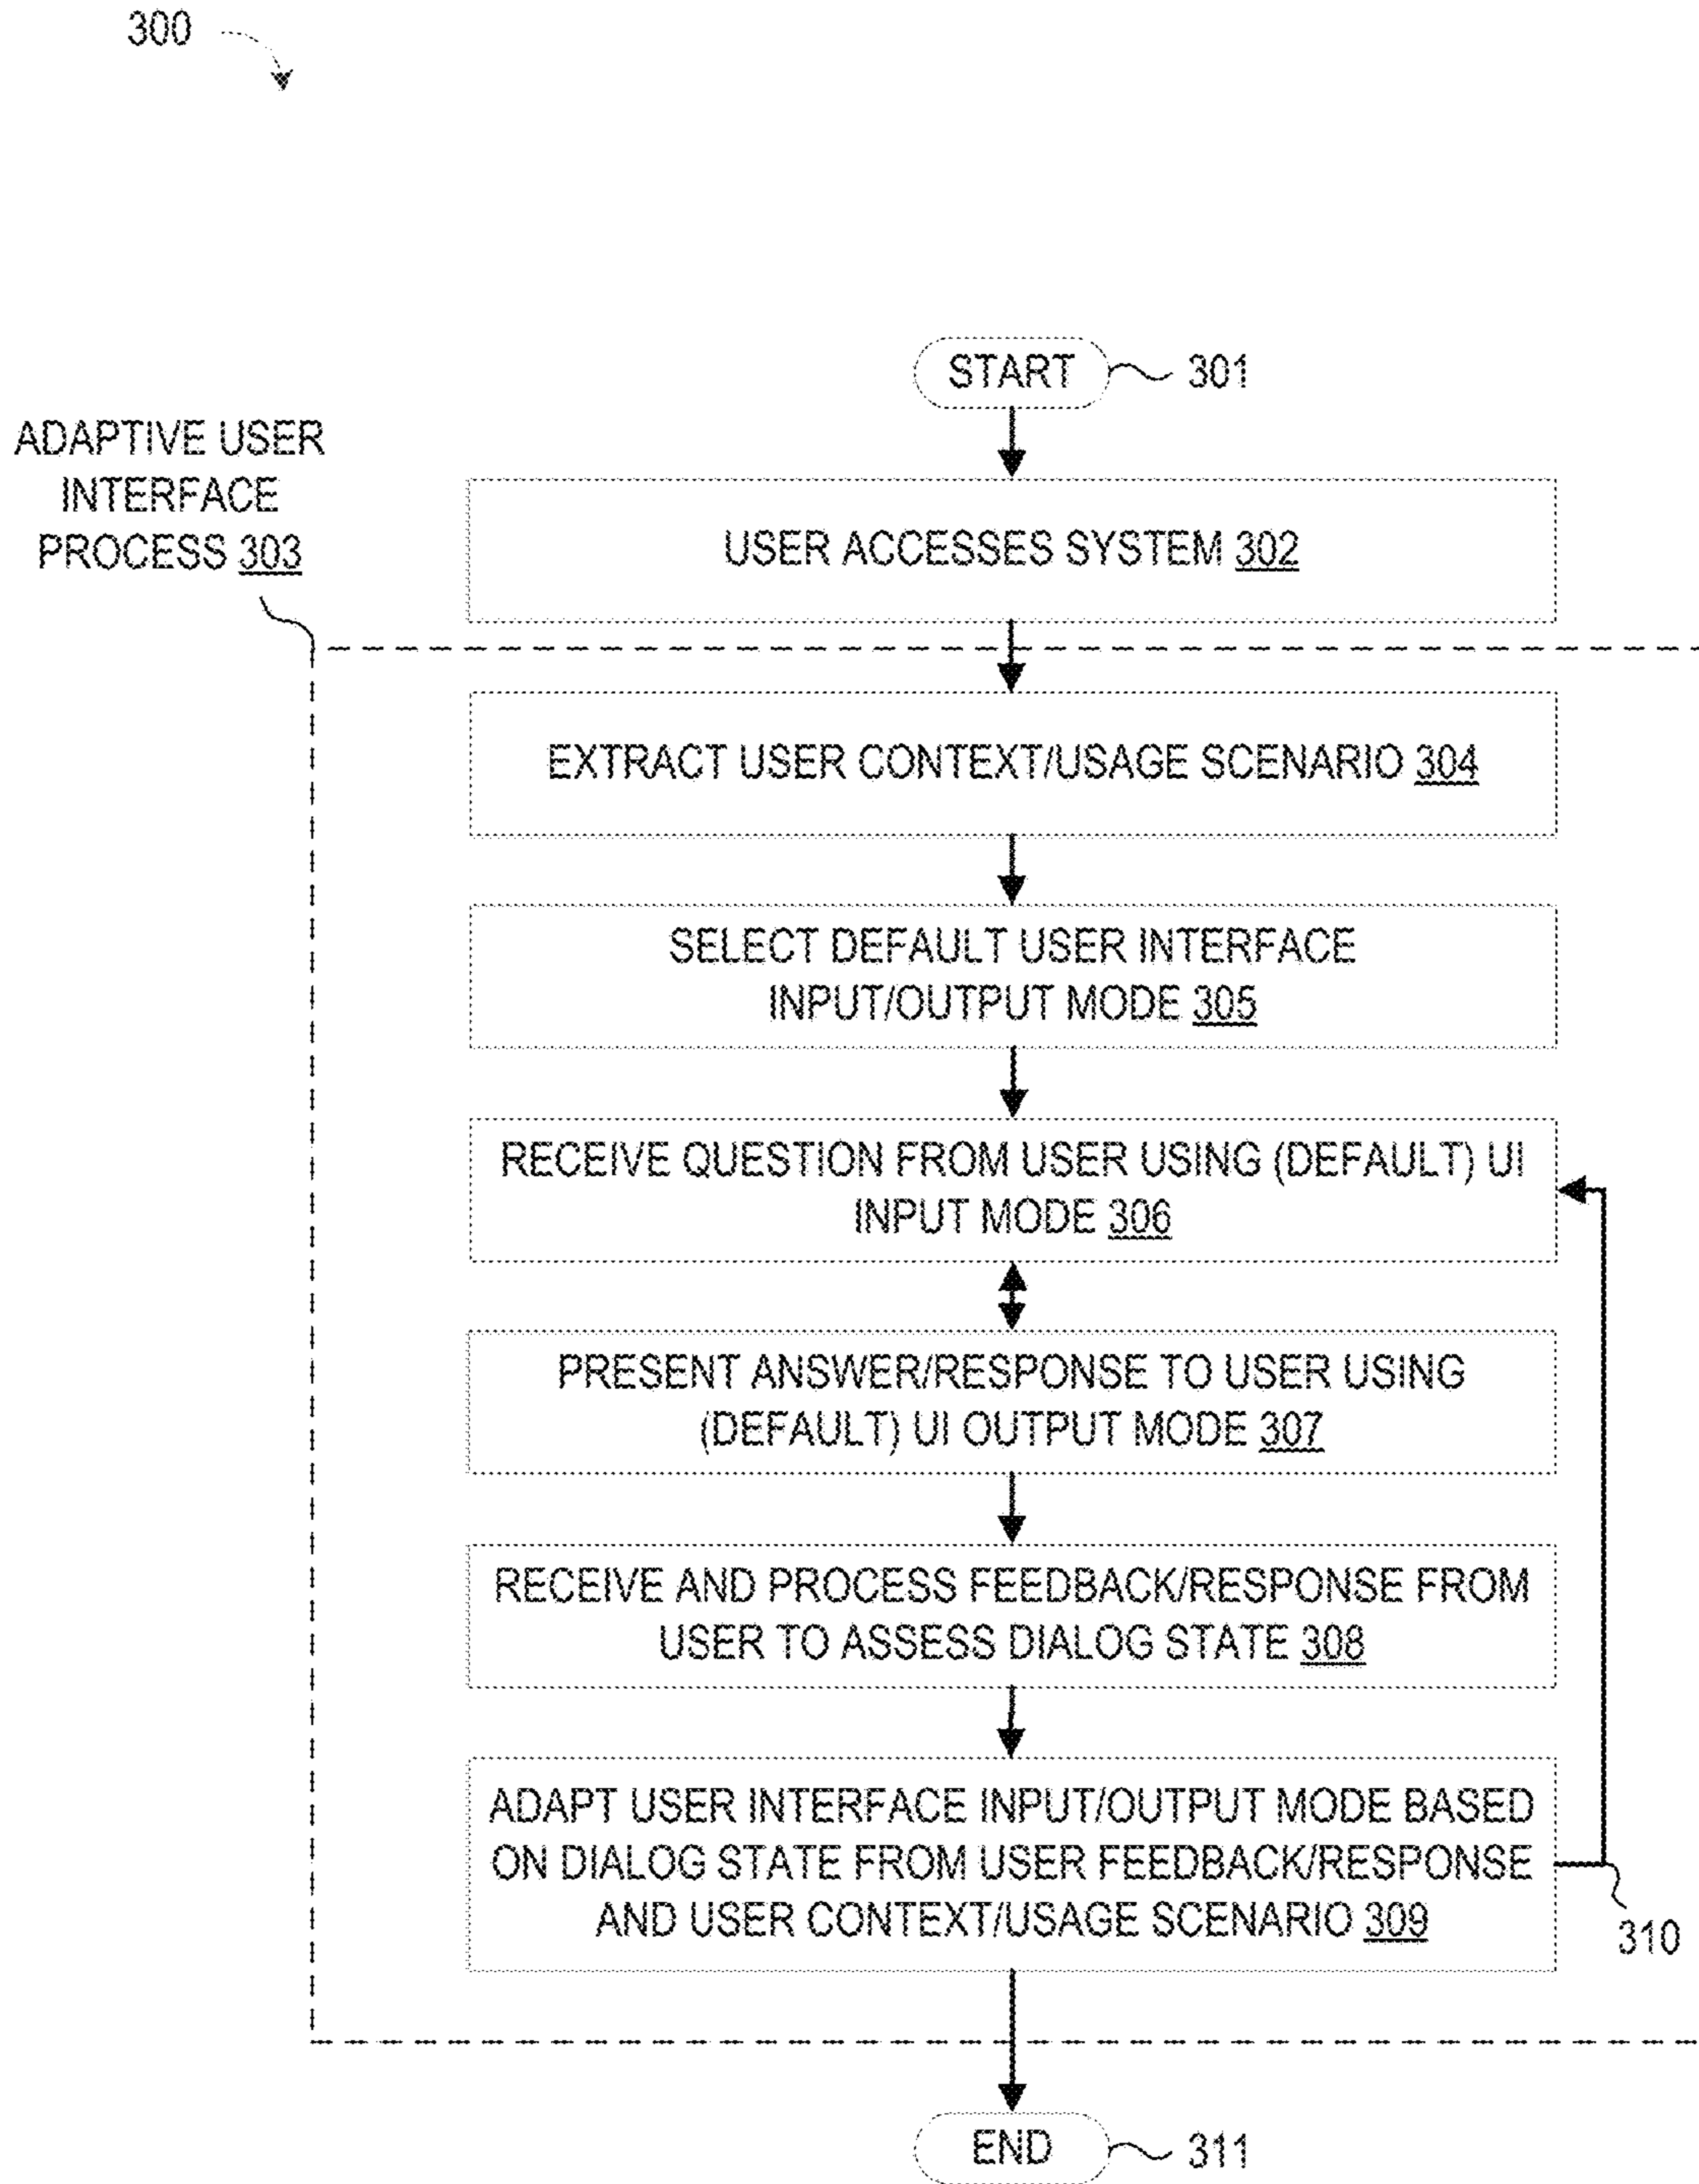 300
START 301
ADAPTIVE USER
INTERFACE
PROCESS 303
USER ACCESSES SYSTEM 302
EXTRACT USER CONTEXT/USAGE SCENARIO 304
SELECT DEFAULT USER INTERFACE
INPUT/OUTPUT MODE 305
RECEIVE QUESTION FROM USER USING (DEFAULT) UI
INPUT MODE 306
PRESENT ANSWER/RESPONSE TO USER USING
(DEFAULT) UI OUTPUT MODE 307
RECEIVE AND PROCESS FEEDBACK/RESPONSE FROM
USER TO ASSESS DIALOG STATE 308
ADAPT USER INTERFACE INPUT/OUTPUT MODE BASED
ON DIALOG STATE FROM USER FEEDBACK/RESPONSE
AND USER CONTEXT/USAGE SCENARIO 309
310
END 311